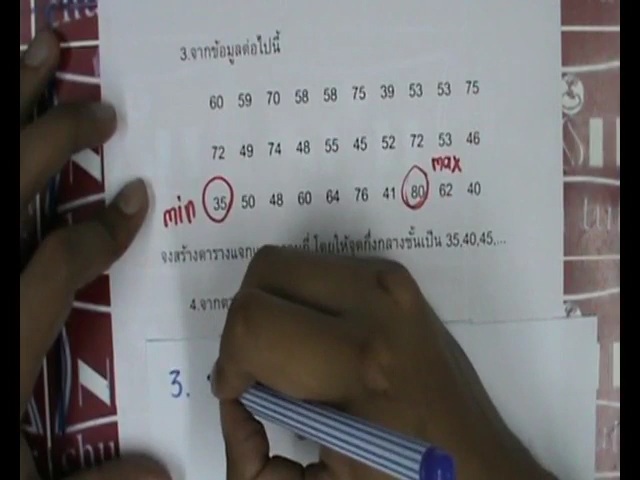 3.จากข้อมูลต่อไปนี้
60 59 70 58 58 75 39 53 53 75
72 49 74 48 55 45 52 72 53 46
max
min 35 50 48 60 64 76 41 80 62 40
จงสร้างตารางแจก โดยให้จุดกึ่งกลางชั้นเป็น 35,40,45,...
4.จาก
3.